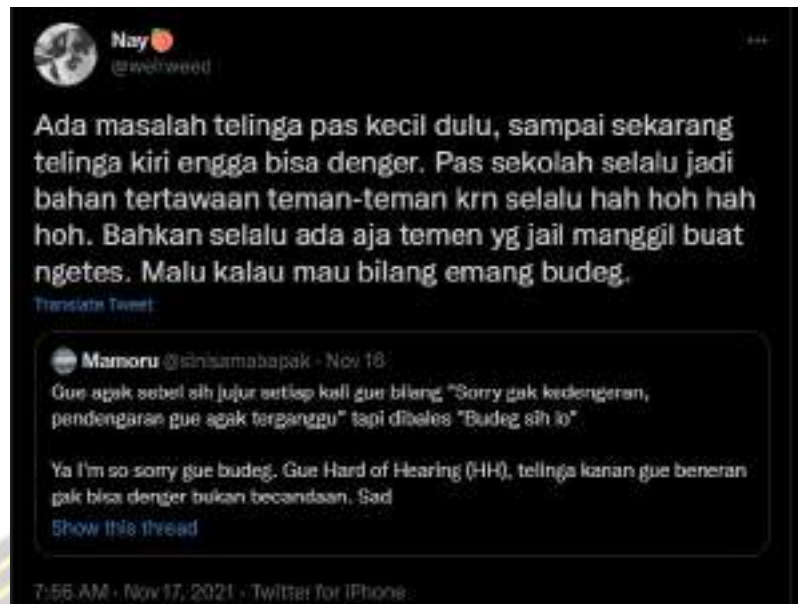 Nay🍑
Ada masalah telinga pas kecil dulu, sampai sekarang
telinga kiri engga bisa denger. Pas sekolah selalu jadi
bahan tertawaan teman-teman krn selalu hah hoh hah
hoh. Bahkan selalu ada aja temen yg jail manggil buat
ngetes. Malu kalau mau bilang emang budeg.
Translate Tweet
Mamoru @sinisamabapak · Nov 16
Gue agak sebel sih jujur setiap kali gue bilang "Sorry gak kedengeran,
pendengaran gue agak terganggu" tapi dibales "Budeg sih lo"
Ya I'm so sorry gue budeg. Gue Hard of Hearing (HH), telinga kanan gue beneran
gak bisa denger bukan becandaan. Sad
Show this thread
7:56 AM · Nov 17, 2021 · Twitter for iPhone